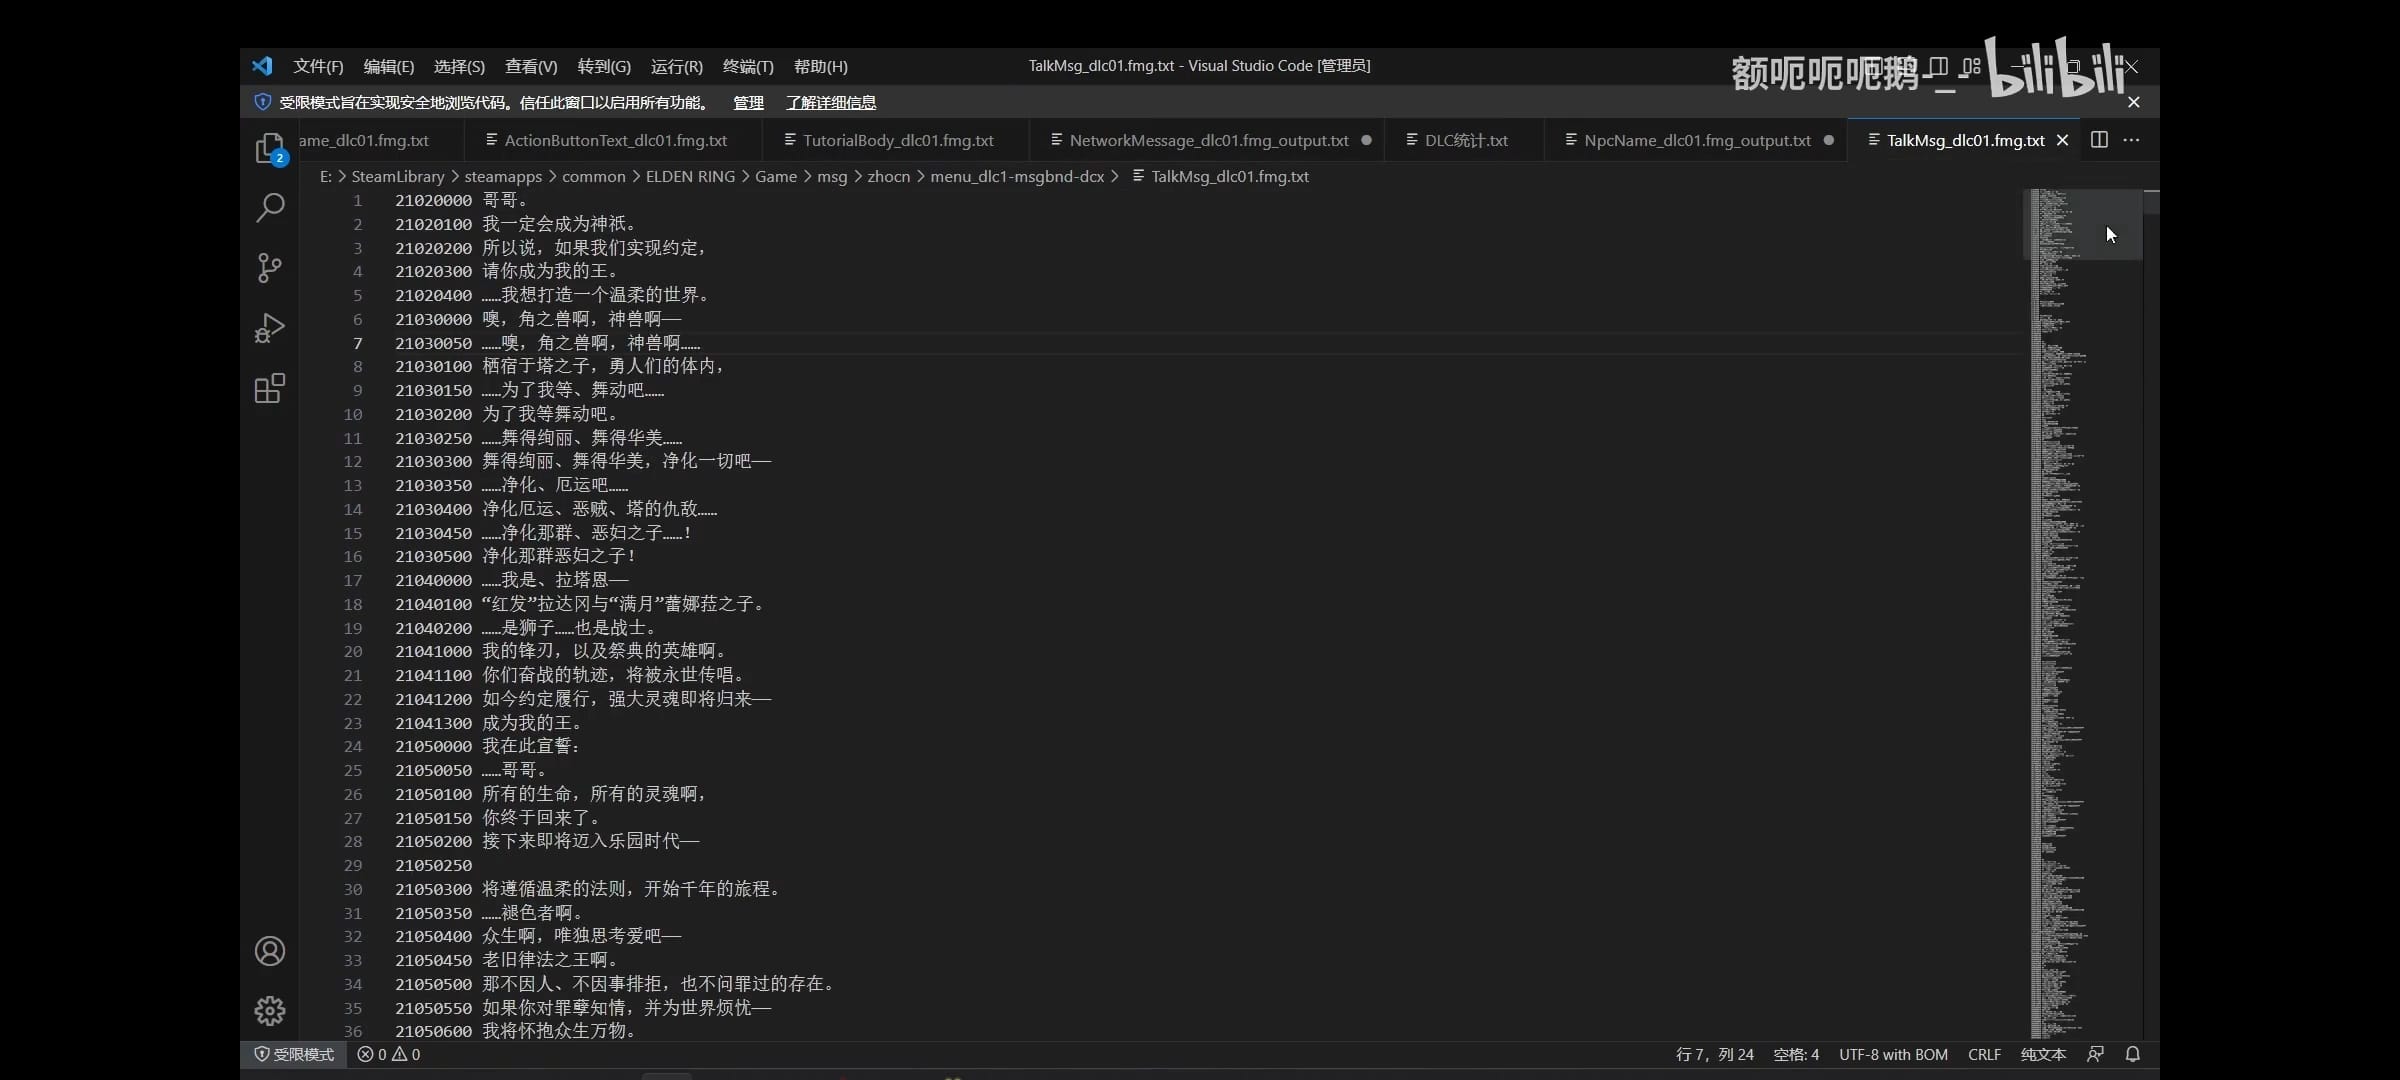 文件(F) 编辑(E) 选择(S) 查看(V) 转到(G) 运行(R) 终端(T) 帮助(H) TalkMsg_dlc01.fmg.txt - Visual Studio Code [管理员]
额呃呃呃鹅-_- bilibili
受限模式旨在实现安全地浏览代码。信任此窗口以启用所有功能。 管理 了解详细信息
ame_dlc01.fmg.txt ActionButtonText_dlc01.fmg.txt TutorialBody_dlc01.fmg.txt NetworkMessage_dlc01.fmg_output.txt DLC统计.txt NpcName_dlc01.fmg_output.txt TalkMsg_dlc01.fmg.txt
2
E: > SteamLibrary > steamapps > common > ELDEN RING > Game > msg > zhocn > menu_dlc1-msgbnd-dcx > TalkMsg_dlc01.fmg.txt
1 21020000 哥哥。
2 21020100 我一定会成为神祇。
3 21020200 所以说，如果我们实现约定，
4 21020300 请你成为我的王。
5 21020400 ……我想打造一个温柔的世界。
6 21030000 噢，角之兽啊，神兽啊——
7 21030050 ……噢，角之兽啊，神兽啊……
8 21030100 栖宿于塔之子，勇人们的体内，
9 21030150 ……为了我等、舞动吧……
10 21030200 为了我等舞动吧。
11 21030250 ……舞得绚丽、舞得华美……
12 21030300 舞得绚丽、舞得华美，净化一切吧——
13 21030350 ……净化、厄运吧……
14 21030400 净化厄运、恶贼、塔的仇敌……
15 21030450 ……净化那群、恶妇之子……！
16 21030500 净化那群恶妇之子！
17 21040000 ……我是、拉塔恩——
18 21040100 “红发”拉达冈与“满月”蕾娜菈之子。
19 21040200 ……是狮子……也是战士。
20 21041000 我的锋刃，以及祭典的英雄啊。
21 21041100 你们奋战的轨迹，将被永世传唱。
22 21041200 如今约定履行，强大灵魂即将归来——
23 21041300 成为我的王。
24 21050000 我在此宣誓：
25 21050050 ……哥哥。
26 21050100 所有的生命，所有的灵魂啊，
27 21050150 你终于回来了。
28 21050200 接下来即将迈入乐园时代——
29 21050250
30 21050300 将遵循温柔的法则，开始千年的旅程。
31 21050350 ……褪色者啊。
32 21050400 众生啊，唯独思考爱吧——
33 21050450 老旧律法之王啊。
34 21050500 那不因人、不因事排拒，也不问罪过的存在。
35 21050550 如果你对罪孽知情，并为世界烦忧——
36 21050600 我将怀抱众生万物。
受限模式 0 0 行 7，列 24 空格: 4 UTF-8 with BOM CRLF 纯文本